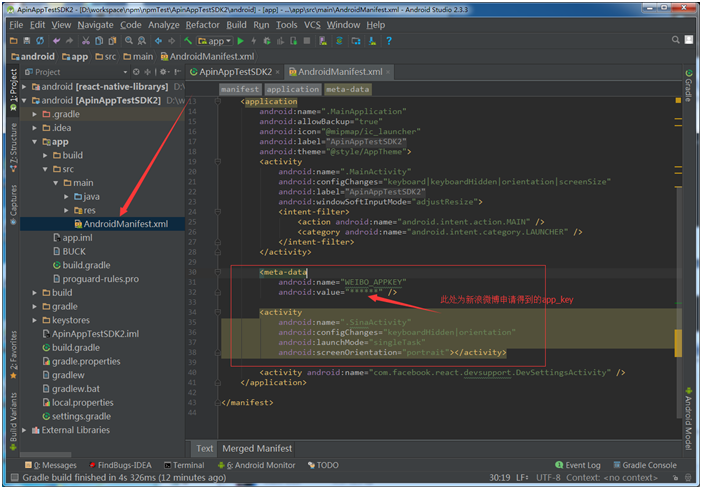 ApinAppTestSDK2 - [D:\workspace\npm\npmTest\ApinAppTestSDK2\android] - [app] - ...\app\src\main\AndroidManifest.xml - Android Studio 2.3.3
File Edit View Navigate Code Analyze Refactor Build Run Tools VCS Window Help
app
android app src main AndroidManifest.xml
Project
ApinAppTestSDK2 AndroidManifest.xml
manifest application meta-data
1: Project
Z: Structure
Captures
2: Favorites
Build Variants
android [react-native-librarys]
android [ApinAppTestSDK2]
.gradle
.idea
app
build
src
main
java
res
AndroidManifest.xml
app.iml
BUCK
build.gradle
proguard-rules.pro
build
gradle
keystores
ApinAppTestSDK2.iml
build.gradle
gradle.properties
gradlew
gradlew.bat
local.properties
settings.gradle
External Libraries
13 <application
14 android:name=".MainApplication"
15 android:allowBackup="true"
16 android:icon="@mipmap/ic_launcher"
17 android:label="ApinAppTestSDK2"
18 android:theme="@style/AppTheme">
19 <activity
20 android:name=".MainActivity"
21 android:configChanges="keyboard|keyboardHidden|orientation|screenSize"
22 android:label="ApinAppTestSDK2"
23 android:windowSoftInputMode="adjustResize">
24 <intent-filter>
25 <action android:name="android.intent.action.MAIN" />
26 <category android:name="android.intent.category.LAUNCHER" />
27 </intent-filter>
28 </activity>
29
30 <meta-data
31 android:name="WEIBO_APPKEY"
32 android:value="******" />
此处为新浪微博申请得到的app_key
33
34 <activity
35 android:name=".SinaActivity"
36 android:configChanges="keyboardHidden|orientation"
37 android:launchMode="singleTask"
38 android:screenOrientation="portrait"></activity>
39
40 <activity android:name="com.facebook.react.devsupport.DevSettingsActivity" />
41 </application>
42
43 </manifest>
44
Gradle
Android Model
Text Merged Manifest
0: Messages FindBugs-IDEA Terminal 6: Android Monitor TODO Event Log Gradle Console
Gradle build finished in 4s 326ms (12 minutes ago) 30:19 LF÷ UTF-8 Context: <no context>